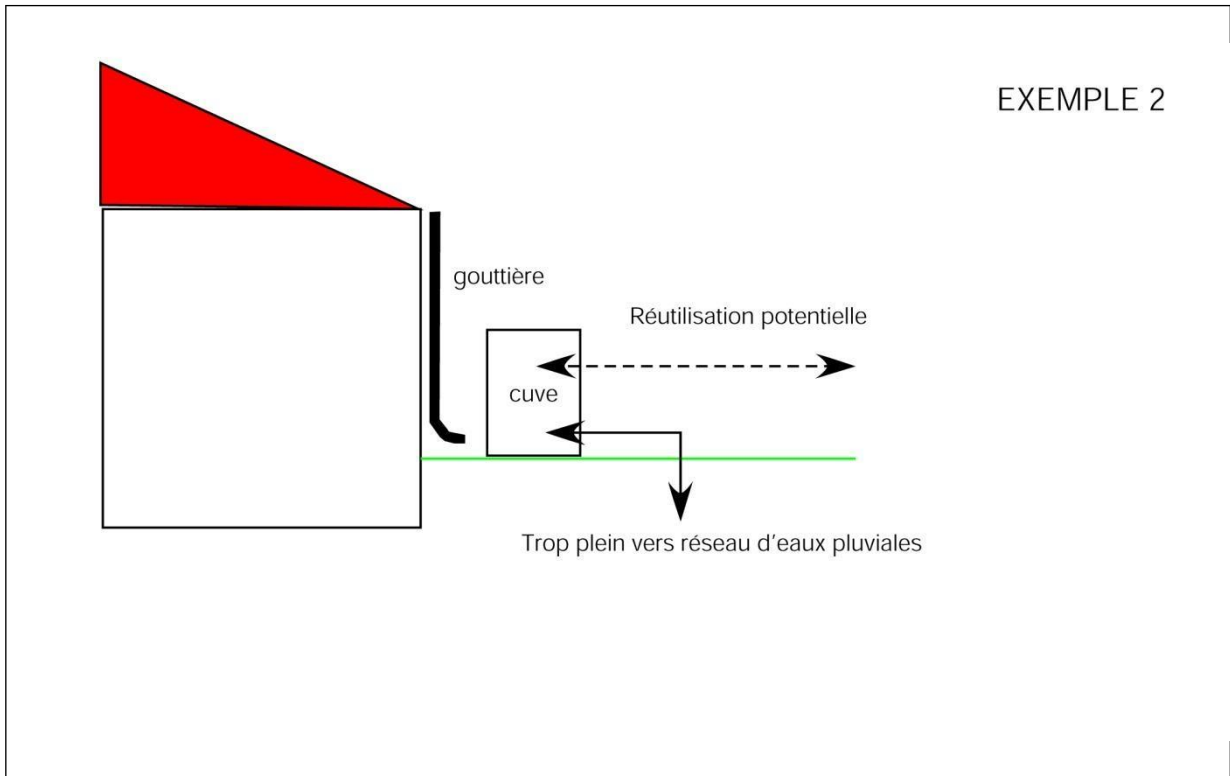 EXEMPLE 2
gouttière
Réutilisation potentielle
cuve
Trop plein vers réseau d'eaux pluviales